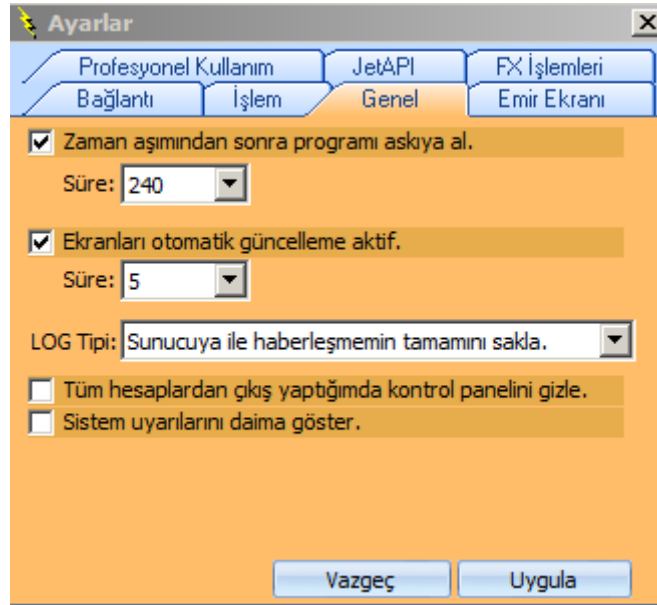 Ayarlar
Profesyonel Kullanım JetAPI FX İşlemleri
Bağlantı İşlem Genel Emir Ekranı
Zaman aşımından sonra programı askıya al.
Süre: 240
Ekranları otomatik güncelleme aktif.
Süre: 5
LOG Tipi: Sunucuya ile haberleşmemin tamamını sakla.
Tüm hesaplardan çıkış yaptığımda kontrol panelini gizle.
Sistem uyarılarını daima göster.
Vazgeç Uygula